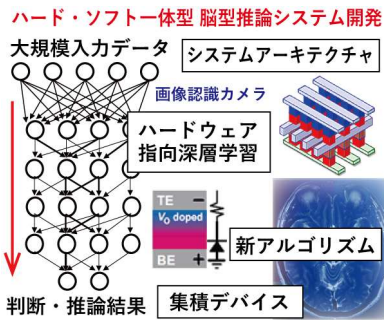 ハード・ソフト一体型 脳型推論システム開発
大規模入力データ
システムアーキテクチャ
画像認識カメラ
ハードウェア
指向深層学習
TE −
Vo doped
BE +
新アルゴリズム
判断・推論結果
集積デバイス